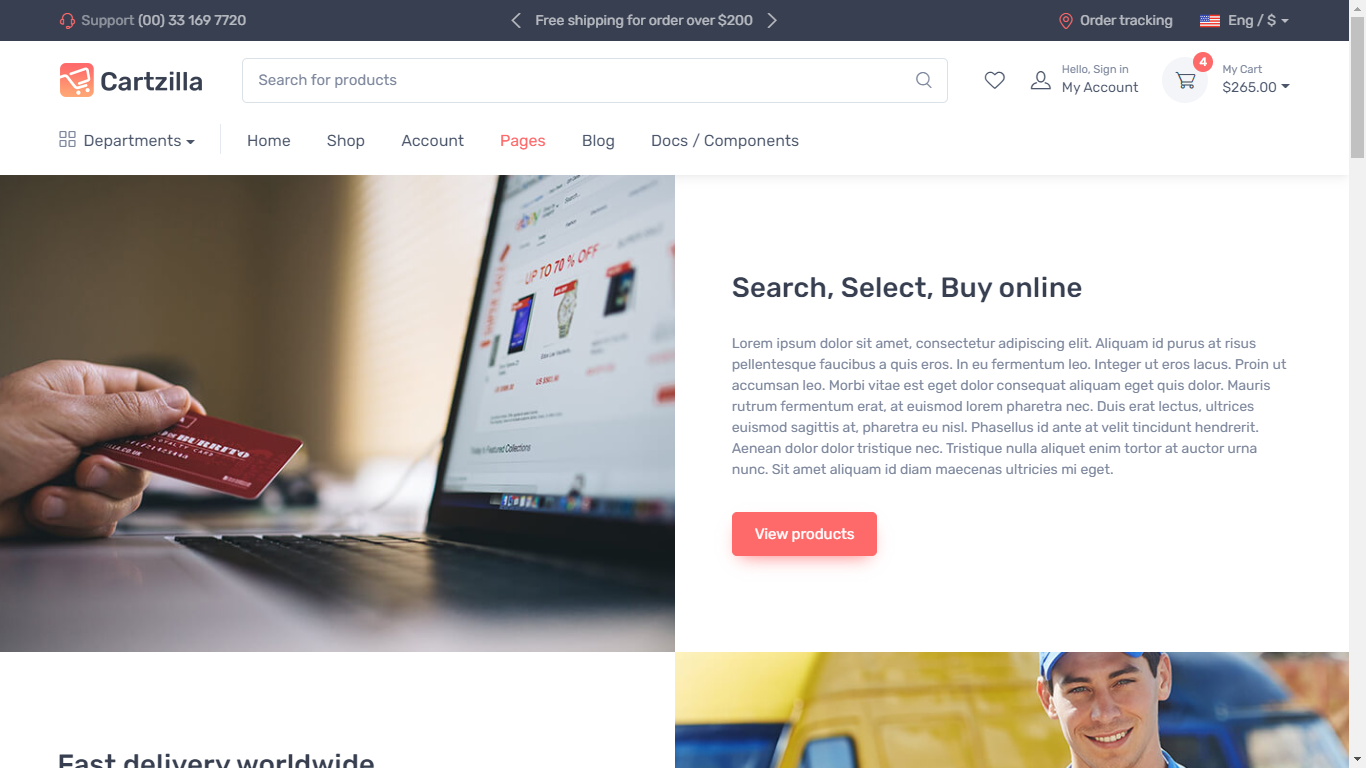 Support (00) 33 169 7720
Free shipping for order over $200
Order tracking
Eng / $
Cartzilla
Search for products
Hello, Sign in
My Account
4
My Cart
$265.00
Departments
Home
Shop
Account
Pages
Blog
Docs / Components
ebay
UP TO 70 % OFF
Today's Featured Collections
BURRITO
LOYALTY CARD
Search, Select, Buy online
Lorem ipsum dolor sit amet, consectetur adipiscing elit. Aliquam id purus at risus
pellentesque faucibus a quis eros. In eu fermentum leo. Integer ut eros lacus. Proin ut
accumsan leo. Morbi vitae est eget dolor consequat aliquam eget quis dolor. Mauris
rutrum fermentum erat, at euismod lorem pharetra nec. Duis erat lectus, ultrices
euismod sagittis at, pharetra eu nisl. Phasellus id ante at velit tincidunt hendrerit.
Aenean dolor dolor tristique nec. Tristique nulla aliquet enim tortor at auctor urna
nunc. Sit amet aliquam id diam maecenas ultricies mi eget.
View products
Fast delivery worldwide